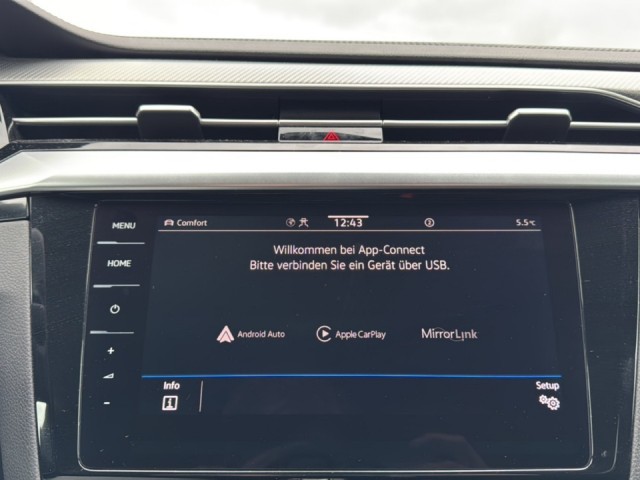 MENU
Comfort 12:43 5.5°C
HOME
Willkommen bei App-Connect
Bitte verbinden Sie ein Gerät über USB.
Android Auto Apple CarPlay MirrorLink
Info Setup